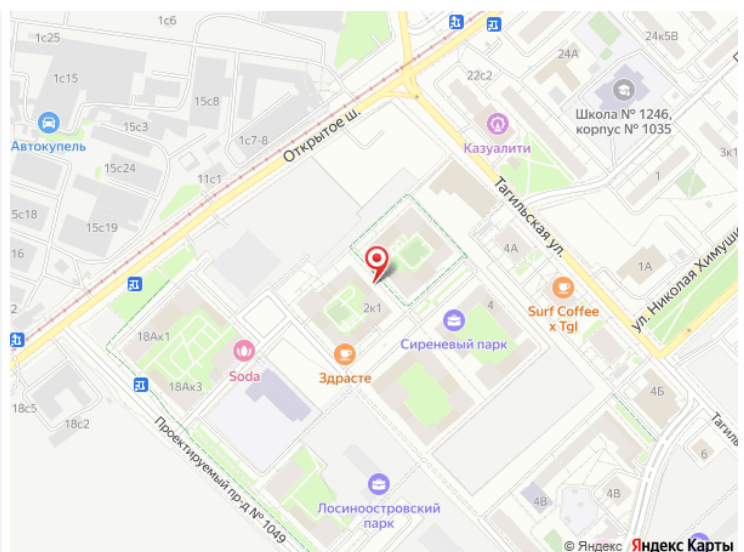 1с6
1с25
24к5В
24А
1с15
22с2
Школа № 1246,
корпус № 1035
15с8
Автокупель
15с3
1с7-8
Казуалити
Открытое ш.
15с24
11с1
Тагильская ул.
5с18
15с19
4А
16
1А
ул. Николая Химуши
2к1
4
Surf Coffee
x Tgl
18Ак1
Сиреневый парк
Soda
Здрасте
18Ак3
4Б
18с5
18с2
Проектируемый пр-д № 1049
Тагиль
6
Лосиноостровский
парк
4В
4В
© Яндекс Яндекс Карты